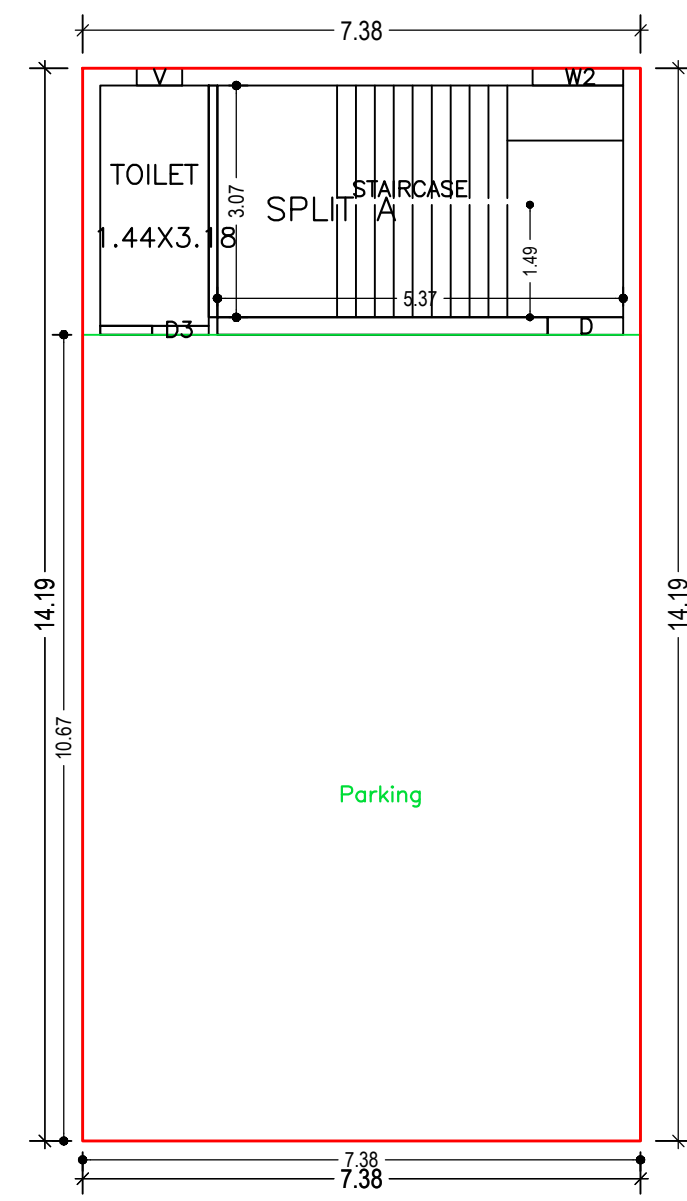 7.38
V
W2
TOILET
STAIRCASE
3.07
SPLIT A
1.44X3.18
1.49
5.37
D3
D
14.19
14.19
10.67
Parking
7.38
7.38